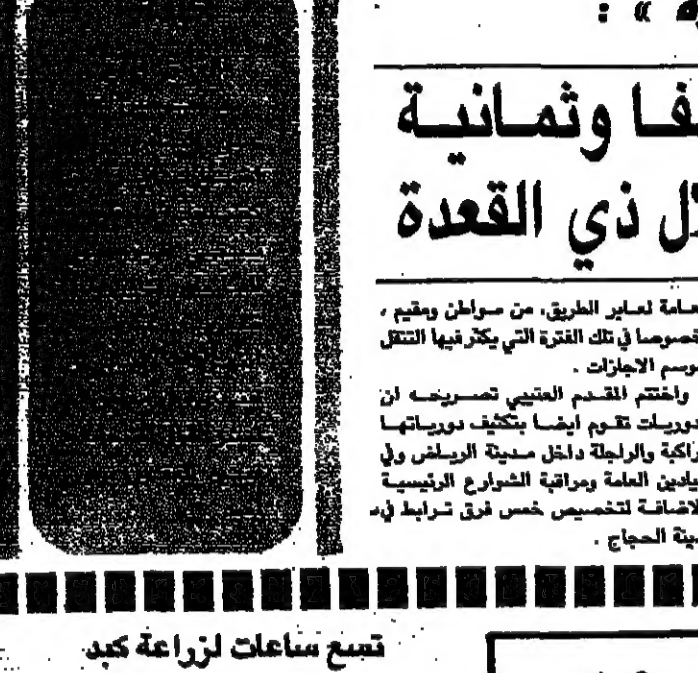 » :
فا وثمانية
ل ذي القعدة
سامة لعابر الطريق، من مواطن ومقيم ،
خصوصا في تلك الفترة التي يكثر فيها التنقل
وسم الاجازات .
واختتم المقدم العتيبي تصريحه ان
دوريات تقوم ايضا بتكثيف دورياتها
راكبة والراجلة داخل مدينة الرياض وفي
يادين العامة ومراقبة الشوارع الرئيسية
لاضافة لتخصيص خمس فرق ترابط في
ينة الحجاج .
تسع ساعات لزراعة كبد